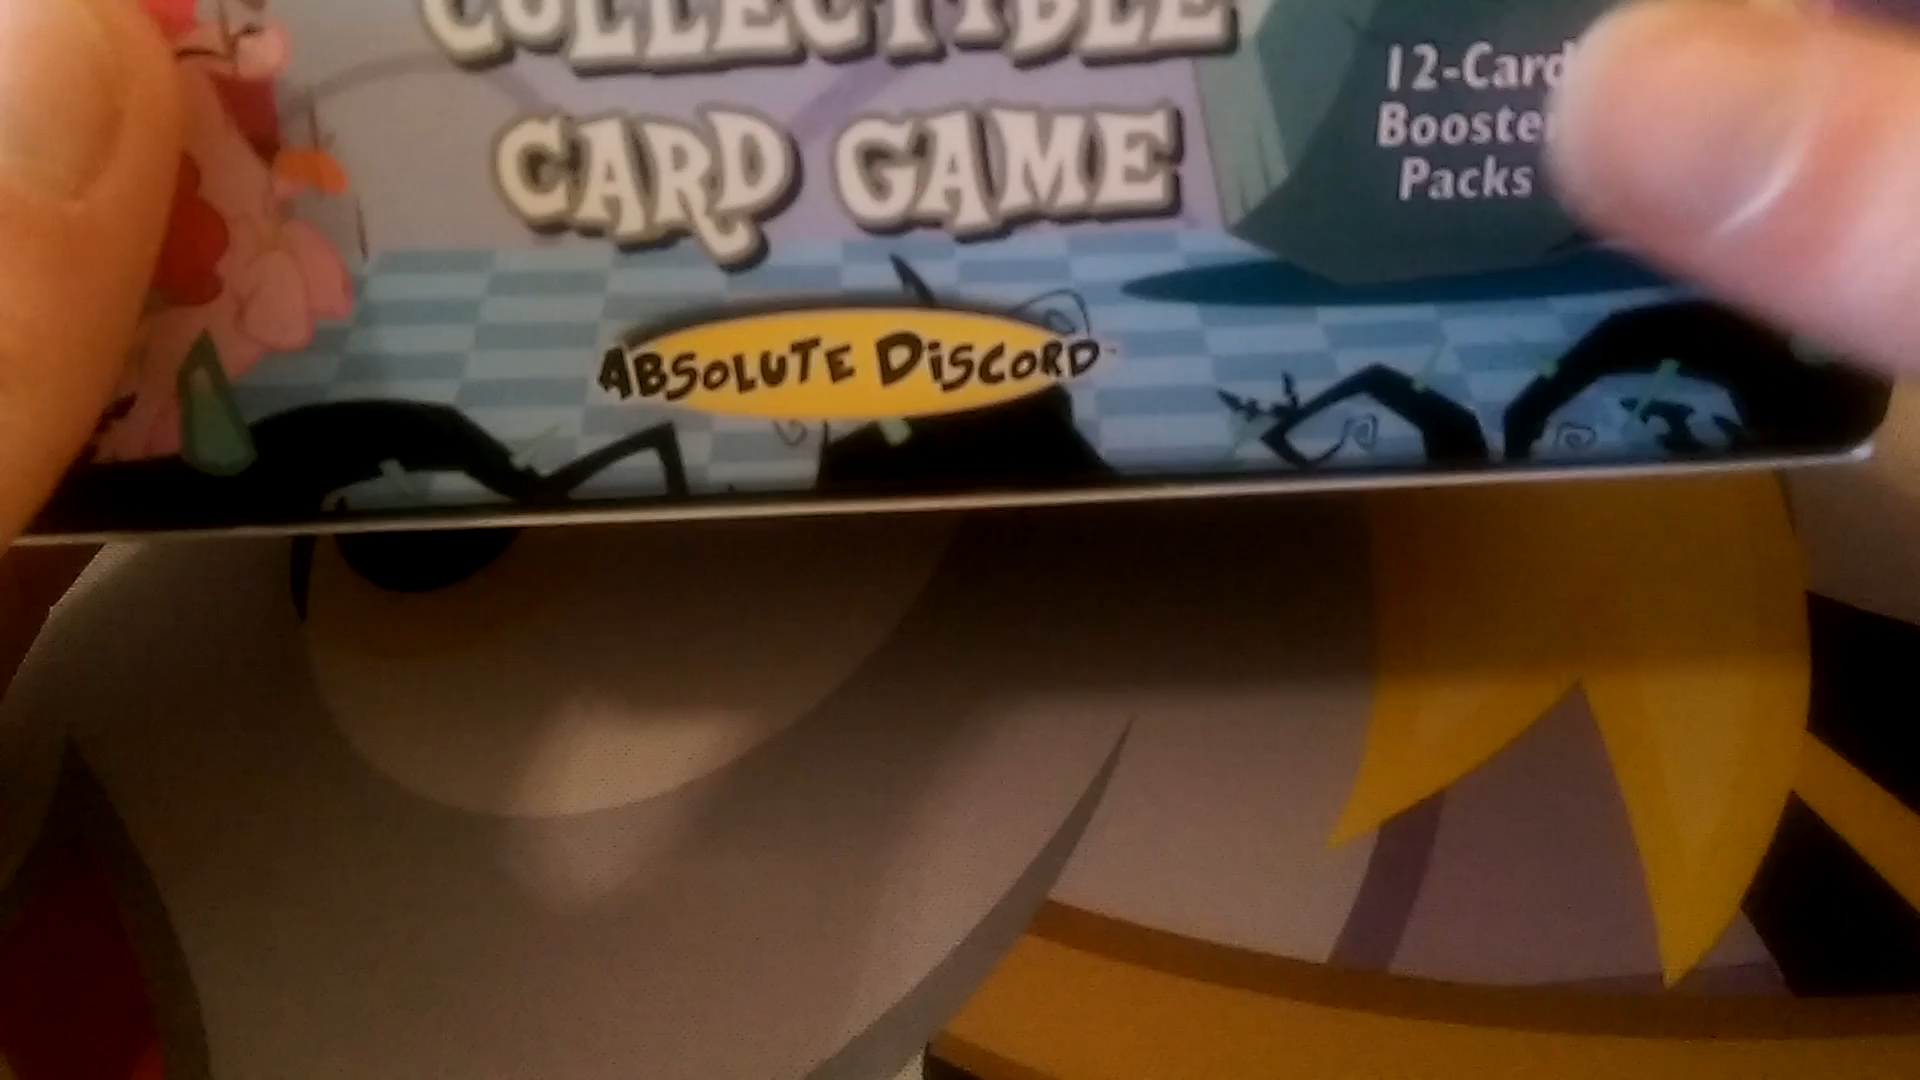 COLLECTIBLE
CARD GAME
ABSOLUTE DISCORD
12-Card
Booster
Packs